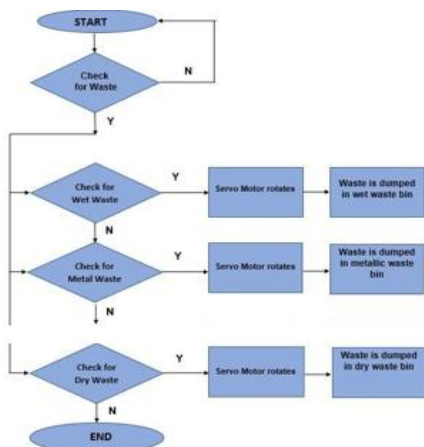 START
Check
for Waste
N
Y
Check for
Wet Waste
Y
Servo Motor rotates
Waste is dumped
in wet waste bin
N
Check for
Metal Waste
Y
Servo Motor rotates
Waste is dumped
in metallic waste
bin
N
Check for
Dry Waste
Y
Servo Motor rotates
Waste is dumped
in dry waste bin
N
END